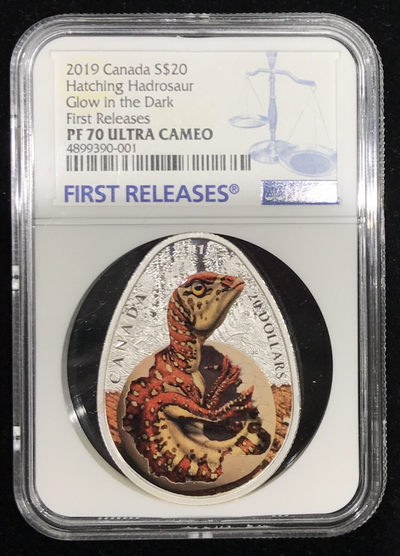 2019 Canada S$20
Hatching Hadrosaur
Glow in the Dark
First Releases
PF 70 ULTRA CAMEO
4899390-001
FIRST RELEASES®
CANADA
20 DOLLARS